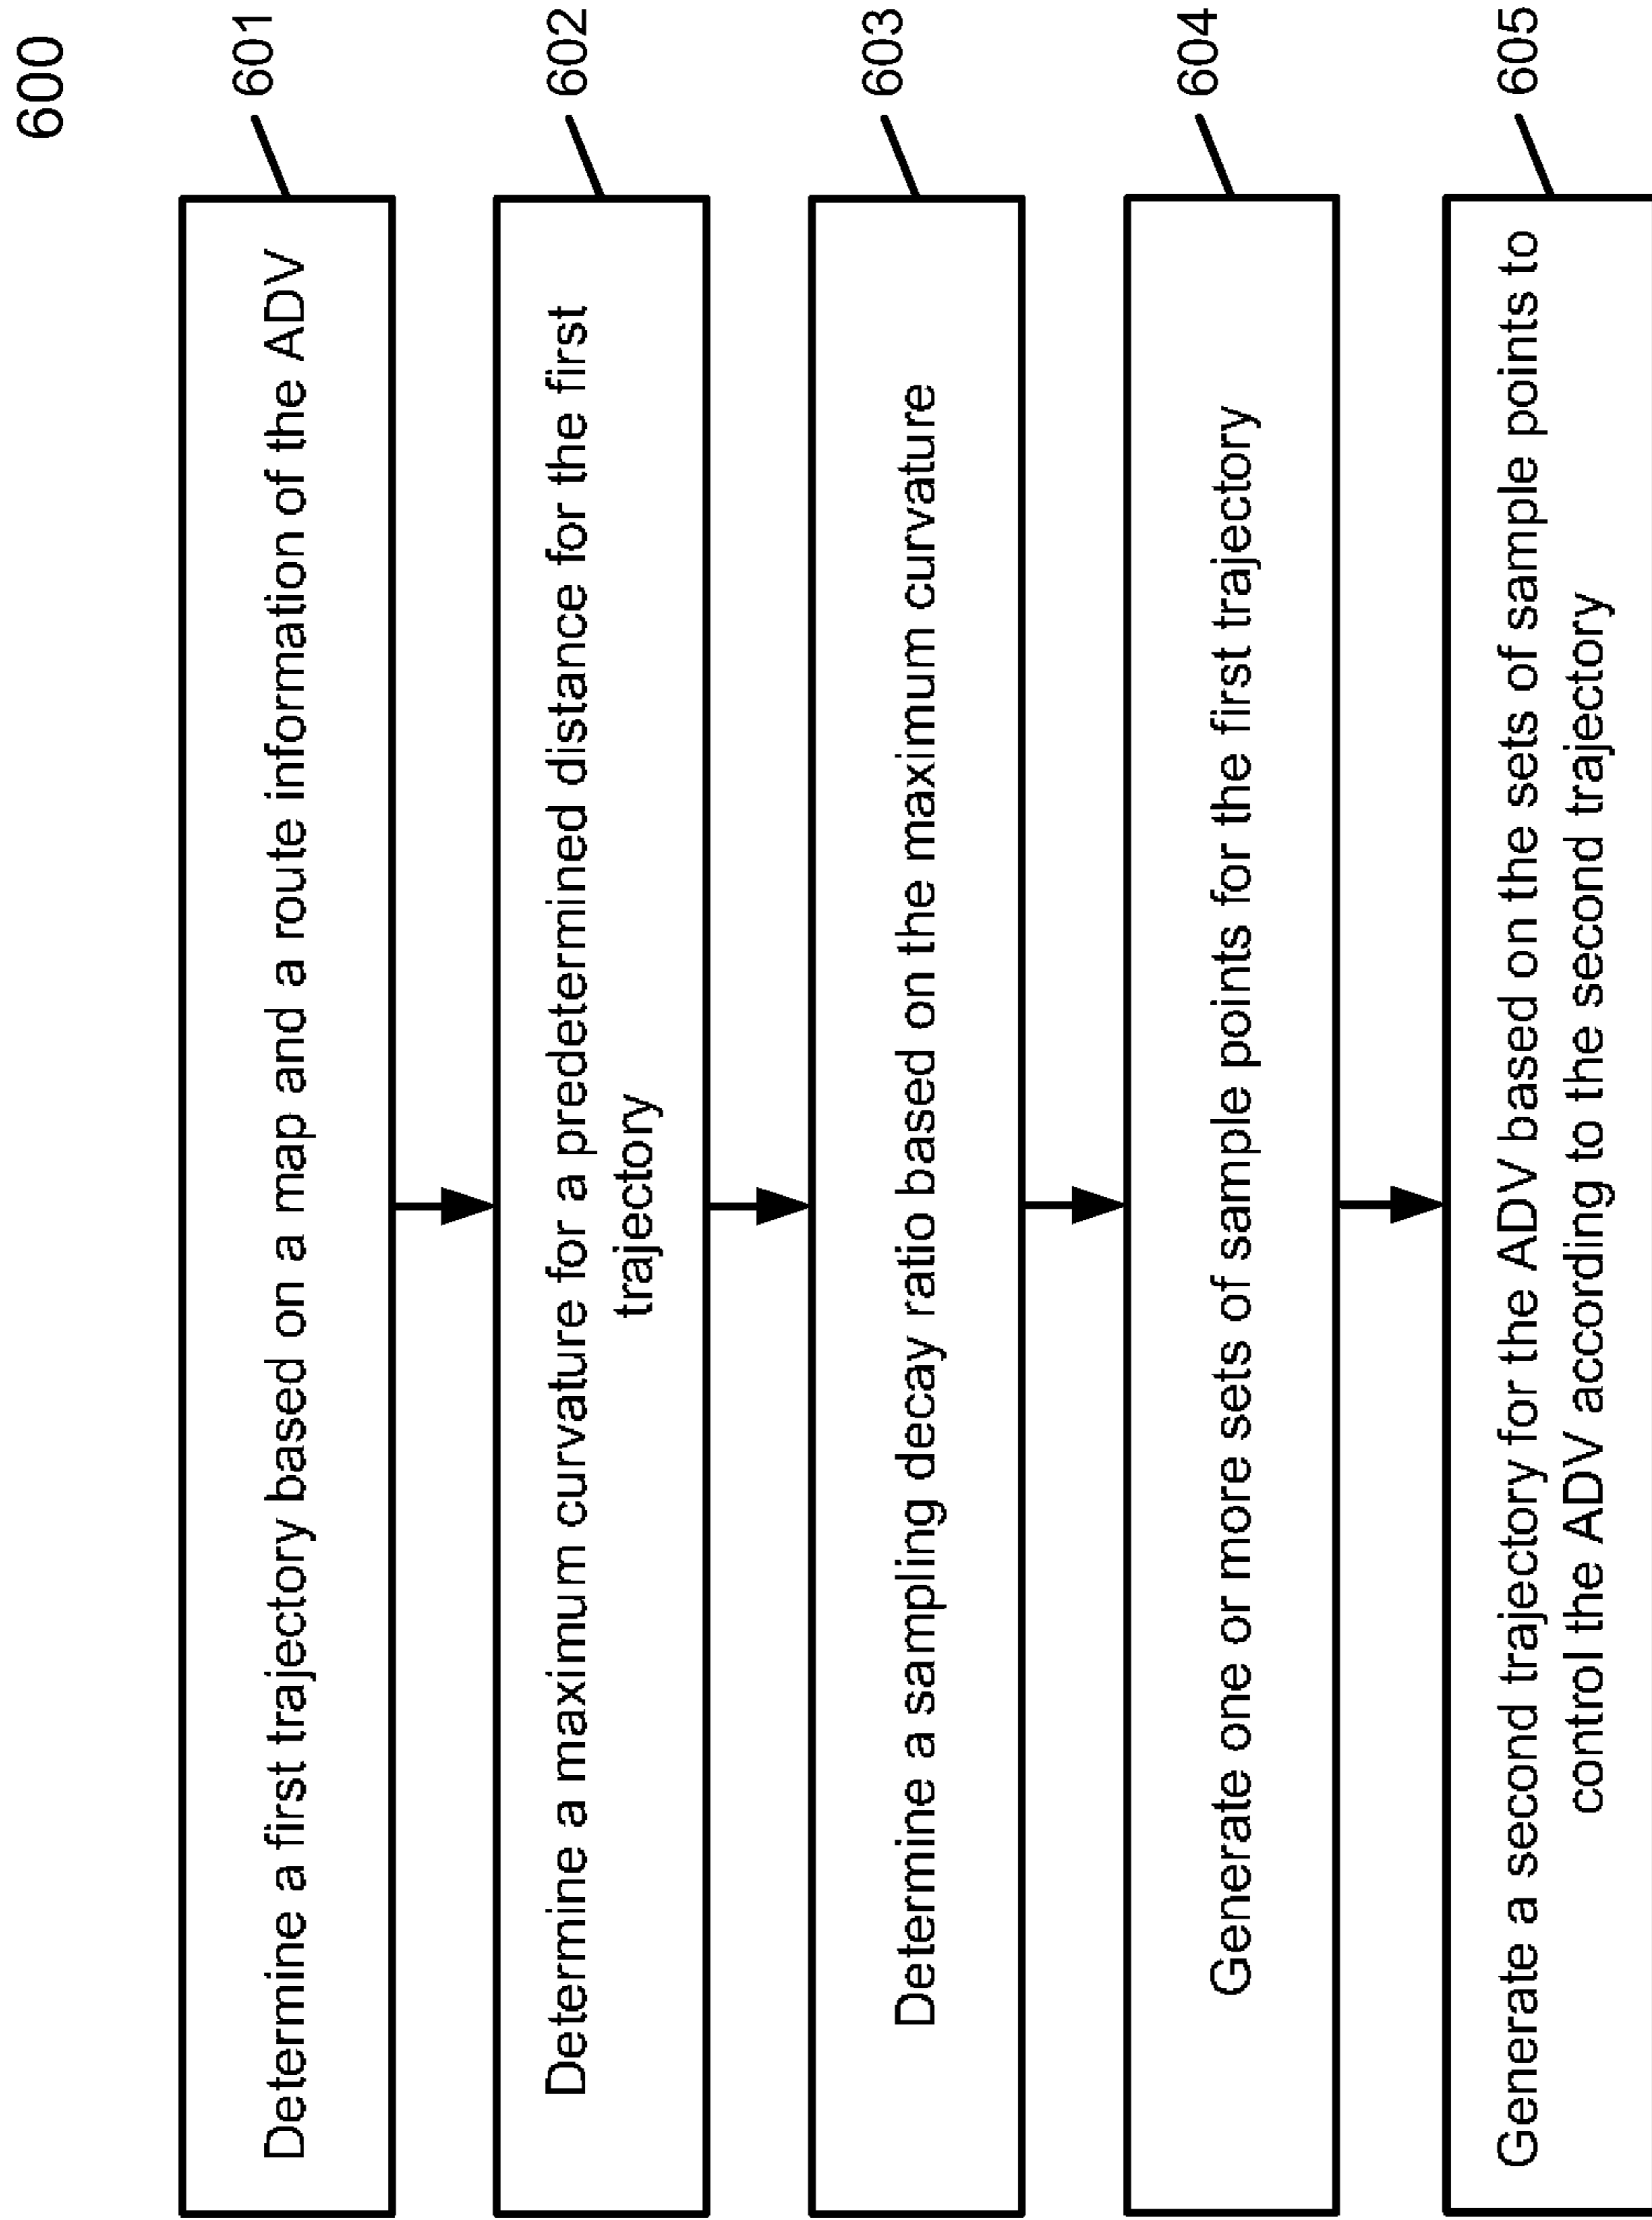 600
601
Determine a first trajectory based on a map and a route information of the ADV
602
Determine a maximum curvature for a predetermined distance for the first
trajectory
603
Determine a sampling decay ratio based on the maximum curvature
604
Generate one or more sets of sample points for the first trajectory
605
Generate a second trajectory for the ADV based on the sets of sample points to
control the ADV according to the second trajectory